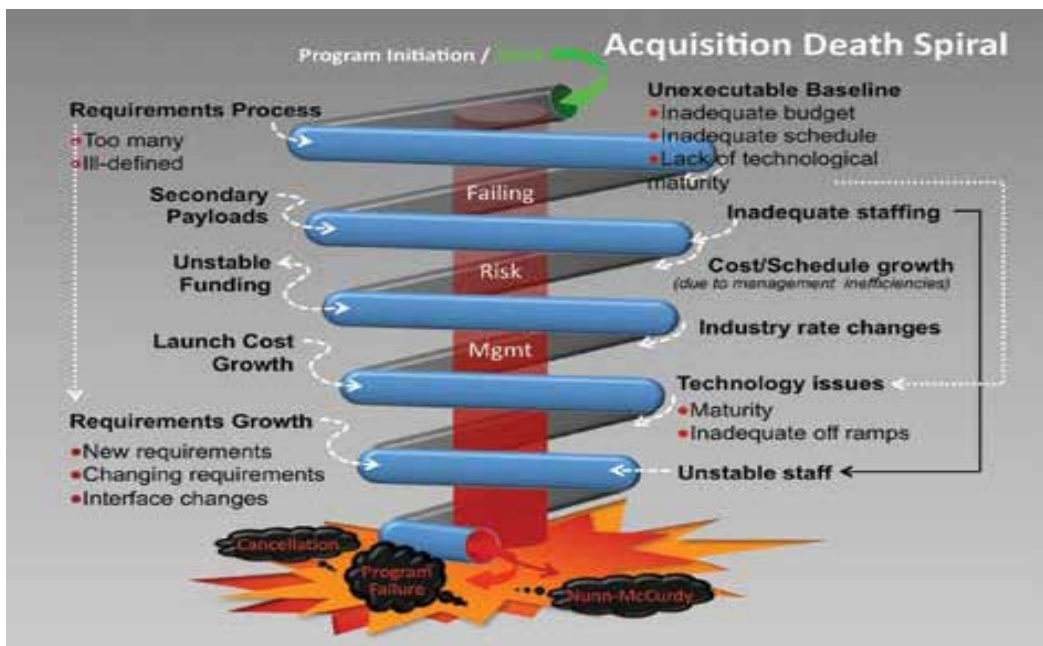 Acquisition Death Spiral
Program Initiation /
Requirements Process
Too many
Ill-defined
Secondary
Payloads
Unstable
Funding
Launch Cost
Growth
Requirements Growth
New requirements
Changing requirements
Interface changes
Failing
Risk
Mgmt
Unexecutable Baseline
Inadequate budget
Inadequate schedule
Lack of technological
maturity
Inadequate staffing
Cost/Schedule growth
(due to management inefficiencies)
Industry rate changes
Technology issues
Maturity
Inadequate off ramps
Unstable staff
Cancellation
Program
Failure
Nunn-McCurdy